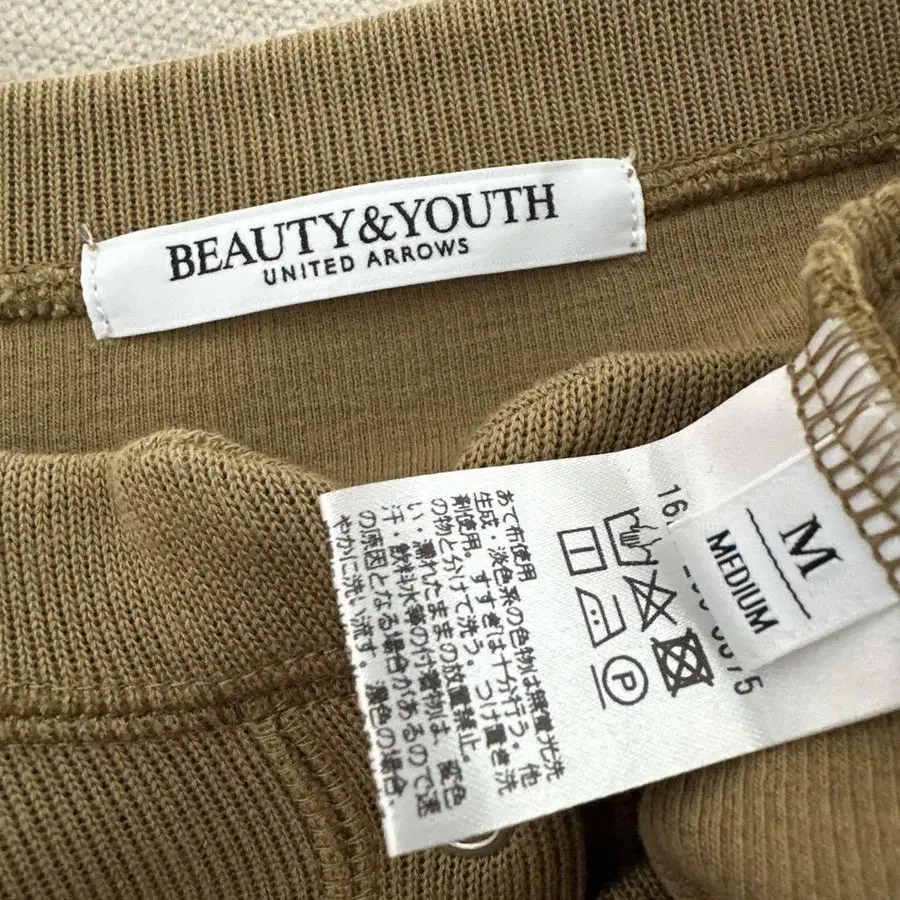 BEAUTY&YOUTH
UNITED ARROWS
M
MEDIUM
P
あて布使用
生成・淡色系の色物は無蛍光洗
剤使用。すすぎは十分行う。他
の物と分けて洗う。つけ置き洗
い・濡れたままの放置禁止。
汗・飲料水等の付着物は、変色
の原因となる場合があるので速
やかに洗い流す。濃色の場合、